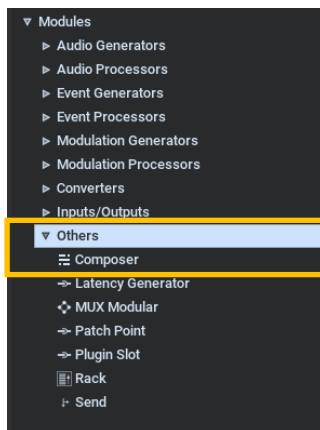 Modules
Audio Generators
Audio Processors
Event Generators
Event Processors
Modulation Generators
Modulation Processors
Converters
Inputs/Outputs
Others
Composer
Latency Generator
MUX Modular
Patch Point
Plugin Slot
Rack
Send